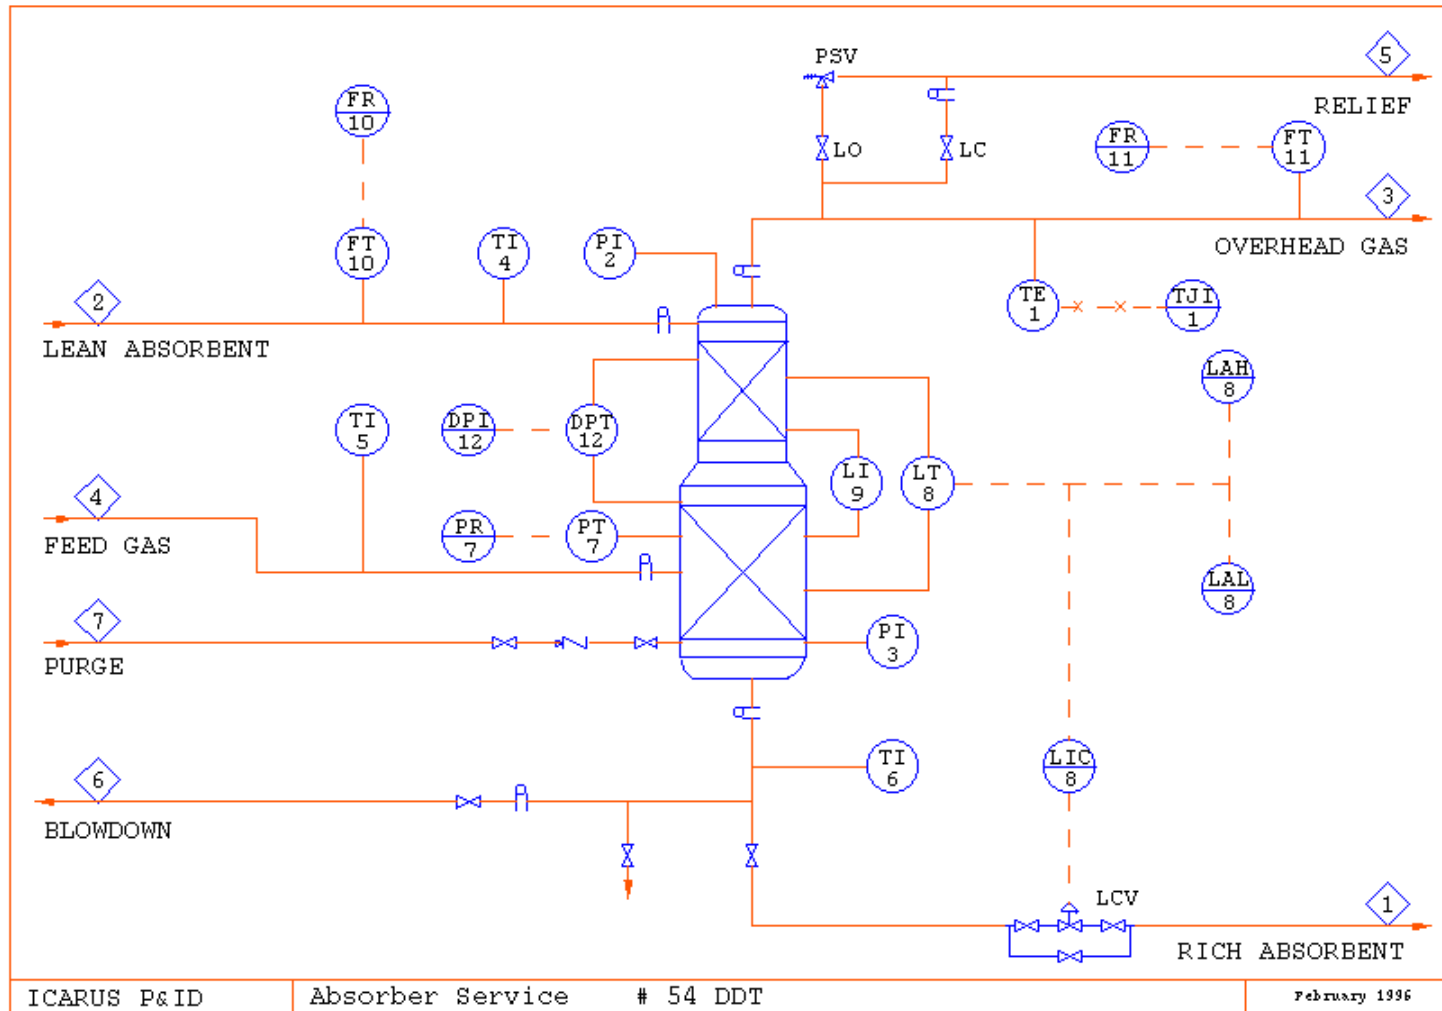 PSV
5
RELIEF
FR
10
LO
LC
FR
11
FT
11
3
OVERHEAD GAS
FT
10
TI
4
PI
2
2
LEAN ABSORBENT
TE
1
TJI
1
LAH
8
TI
5
DPI
12
DPT
12
LI
9
LT
8
4
FEED GAS
PR
7
PT
7
LAL
8
7
PURGE
PI
3
6
BLOWDOWN
TI
6
LIC
8
LCV
1
RICH ABSORBENT
ICARUS P&ID
Absorber Service # 54 DDT
February 1996